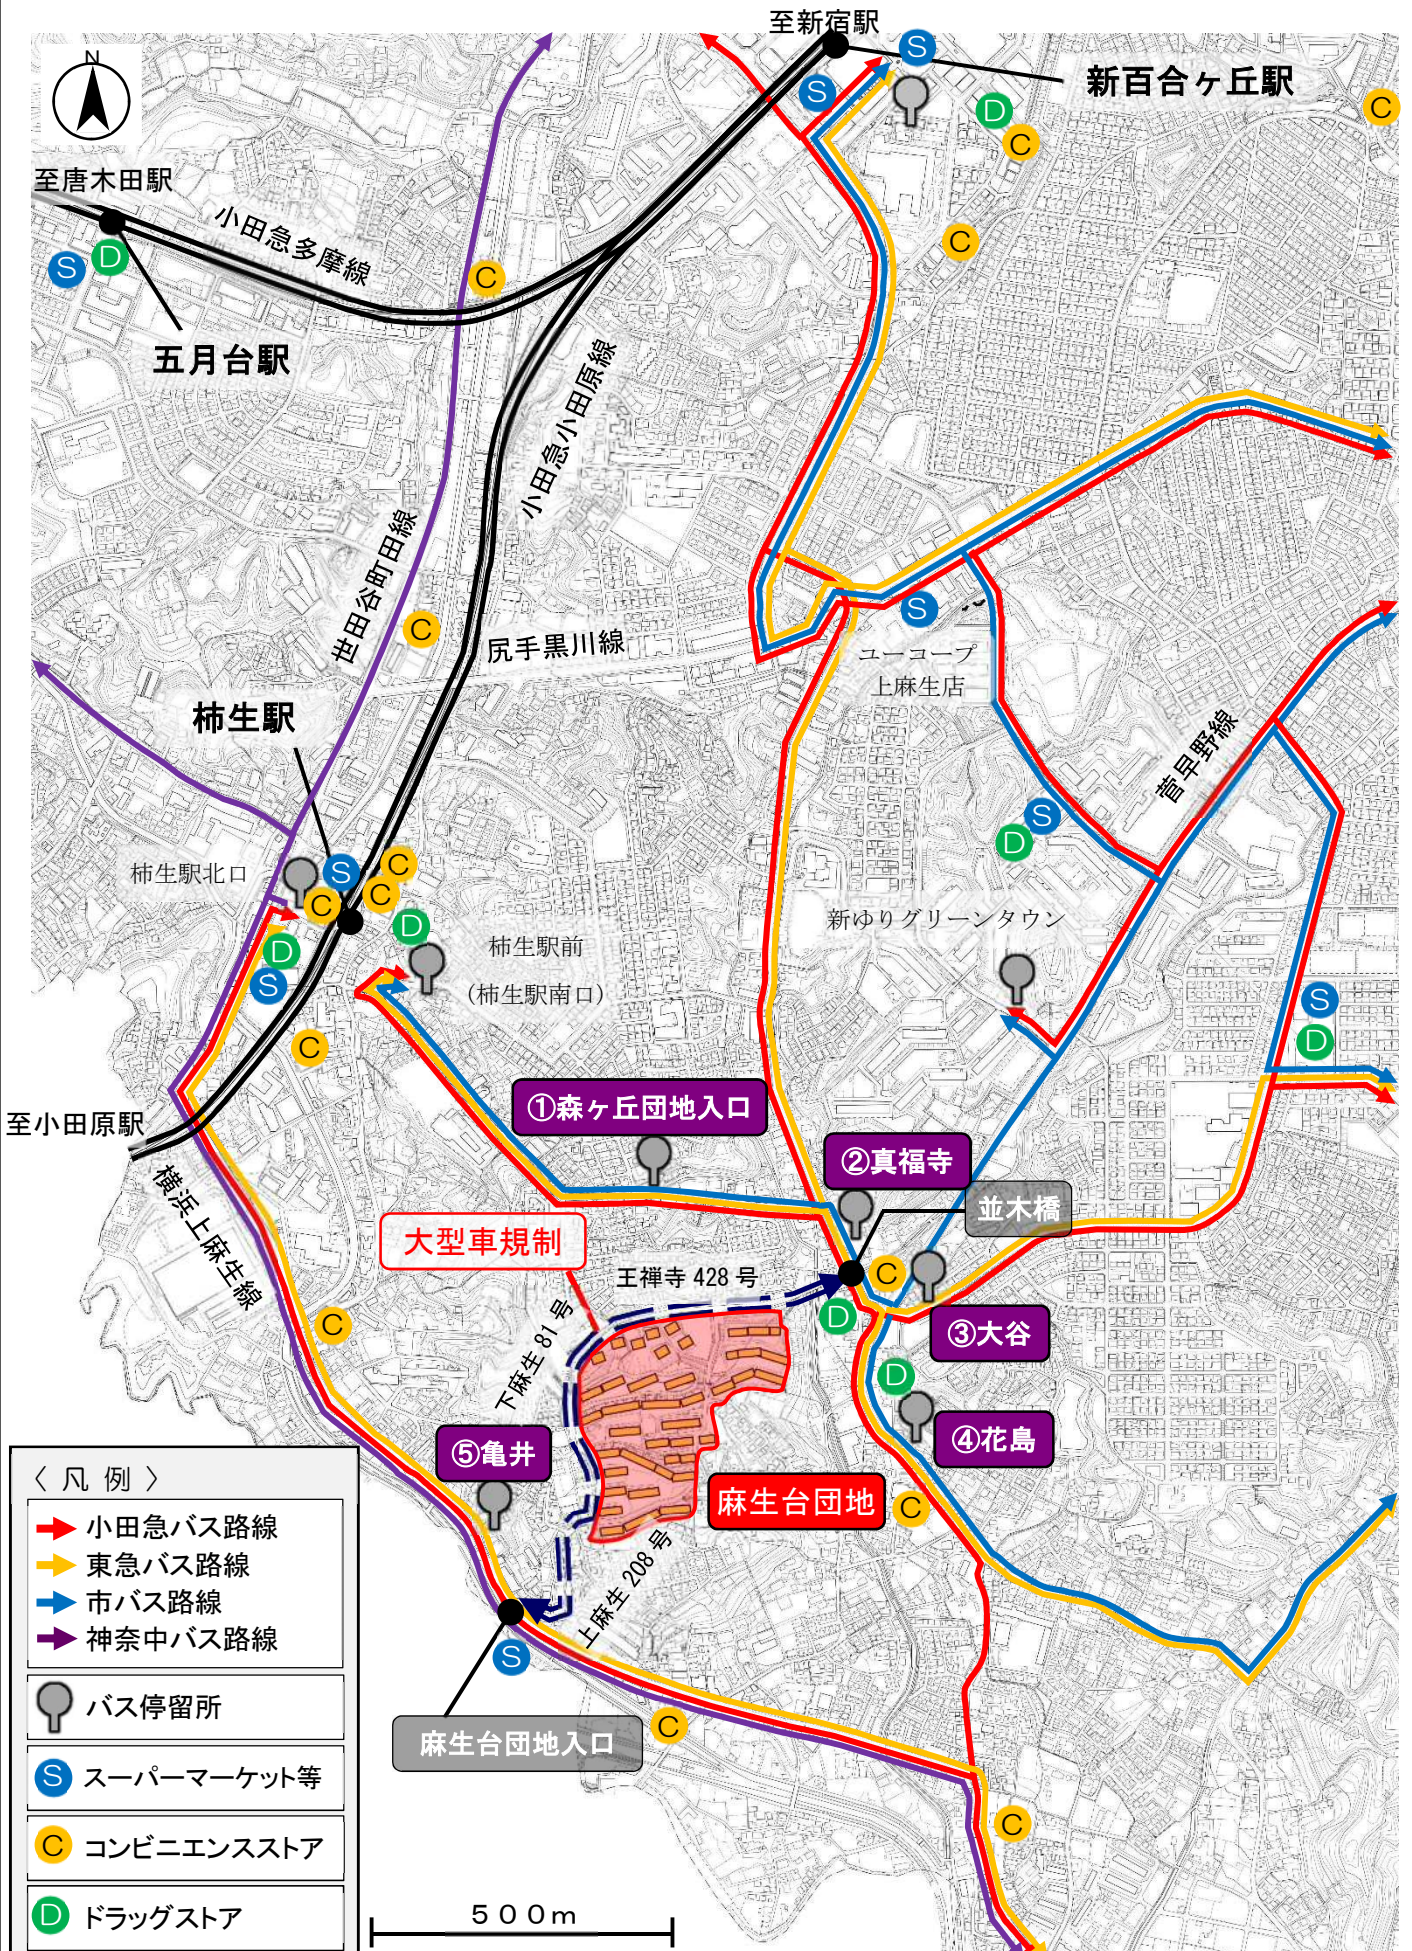 至新宿駅
N
S
新百合ヶ丘駅
S
D
C
C
至唐木田駅
小田急多摩線
C
S
D
C
五月台駅
小田急小田原線
世田谷町田線
C
尻手黒川線
S
ユーコープ
上麻生店
柿生駅
菅早野線
S
D
柿生駅北口
S
C
C
C
D
新ゆりグリーンタウン
柿生駅前
(柿生駅南口)
D
S
S
D
C
①森ヶ丘団地入口
至小田原駅
②真福寺
横浜上麻生線
並木橋
大型車規制
王禅寺 428 号
C
D
C
下麻生 81 号
③大谷
D
⑤亀井
④花島
麻生台団地
C
上麻生 208 号
S
麻生台団地入口
C
C
〈 凡 例 〉
小田急バス路線
東急バス路線
市バス路線
神奈中バス路線
バス停留所
S スーパーマーケット等
C コンビニエンスストア
D ドラッグストア
５００ｍ